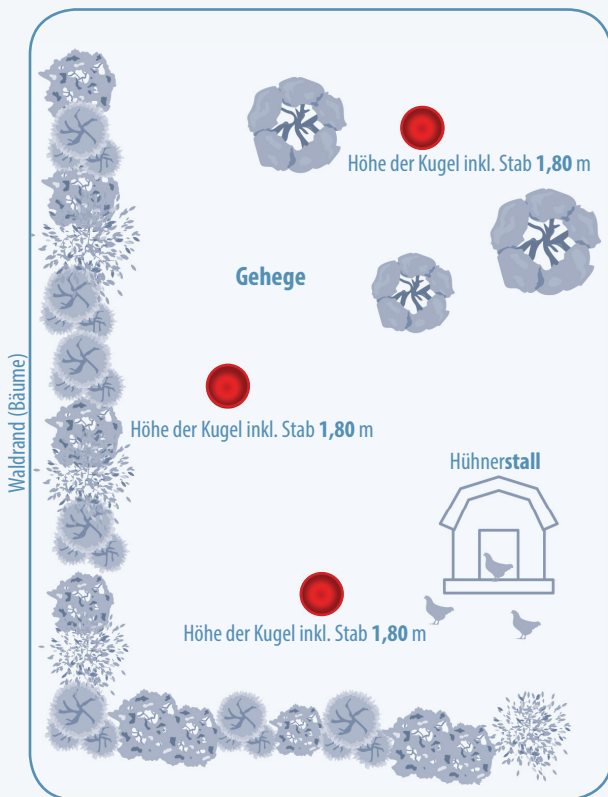 Höhe der Kugel inkl. Stab 1,80 m
Gehege
Waldrand (Bäume)
Höhe der Kugel inkl. Stab 1,80 m
Hühnerstall
Höhe der Kugel inkl. Stab 1,80 m